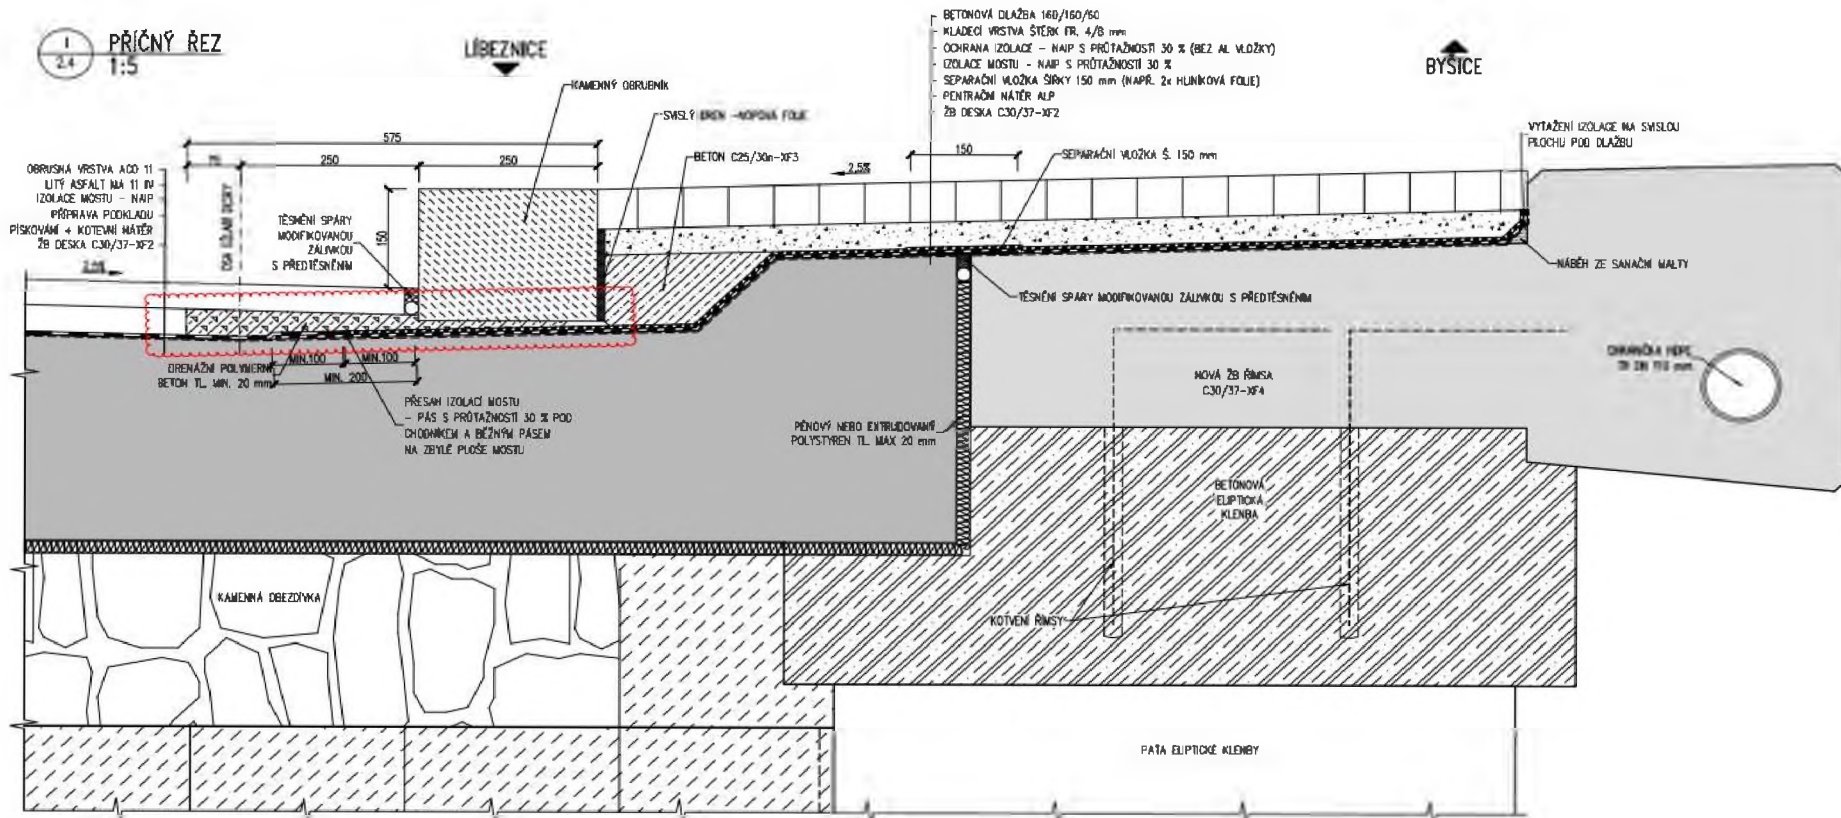 1
2.4
PŘÍČNÝ ŘEZ
1:5
LÍBEZNICE
BYŠICE
BETONOVÁ DLAŽBA 160/160/60
KLADECÍ VRSTVA ŠTĚRK FR. 4/8 mm
OCHRANA IZOLACE - NAIP S PRŮTAŽNOSTÍ 30 % (BEZ AL VLOŽKY)
IZOLACE MOSTU - NAIP S PRŮTAŽNOSTÍ 30 %
SEPARAČNÍ VLOŽKA ŠÍŘKY 150 mm (NAPŘ. 2x HLINÍKOVÁ FOLIE)
PENTRAČNÍ NÁTĚR ALP
ŽB DESKA C30/37-XF2
KAMENNÝ OBRUBNÍK
SVISLÝ DREN -NOPOVÁ FOLIE
BETON C25/30n-XF3
575
250
250
150
2,5%
150
SEPARAČNÍ VLOŽKA Š. 150 mm
VYTAŽENÍ IZOLACE NA SVISLOU
PLOCHU POD DLAŽBU
OBRUSNÁ VRSTVA ACO 11
LITÝ ASFALT MA 11 IV
IZOLACE MOSTU - NAIP
PŘÍPRAVA PODKLADU
PÍSKOVÁNÍ + KOTEVNÍ NÁTĚR
ŽB DESKA C30/37-XF2
OSA
TĚSNĚNÍ SPÁRY
MODIFIKOVANOU
ZÁLIVKOU
S PŘEDTĚSNĚNÍM
NÁBĚH ZE SANAČNÍ MALTY
TĚSNĚNÍ SPÁRY MODIFIKOVANOU ZÁLIVKOU S PŘEDTĚSNĚNÍM
DRENÁŽNÍ POLYMERNÍ
BETON TL. MIN. 20 mm
MIN.100
MIN.100
MIN. 200
PŘESAH IZOLACÍ MOSTU
- PÁS S PRŮTAŽNOSTÍ 30 % POD
CHODNÍKEM A BĚŽNÝM PÁSEM
NA ZBYLÉ PLOŠE MOSTU
NOVÁ ŽB ŘÍMSA
C30/37-XF4
CHRÁNIČKA HDPE
PĚNOVÝ NEBO EXTRUDOVANÝ
POLYSTYREN TL. MAX 20 mm
BETONOVÁ
ELIPTICKÁ
KLENBA
KAMENNÁ OBEZDÍVKA
KOTVENÍ ŘÍMSY
PATA ELIPTICKÉ KLENBY